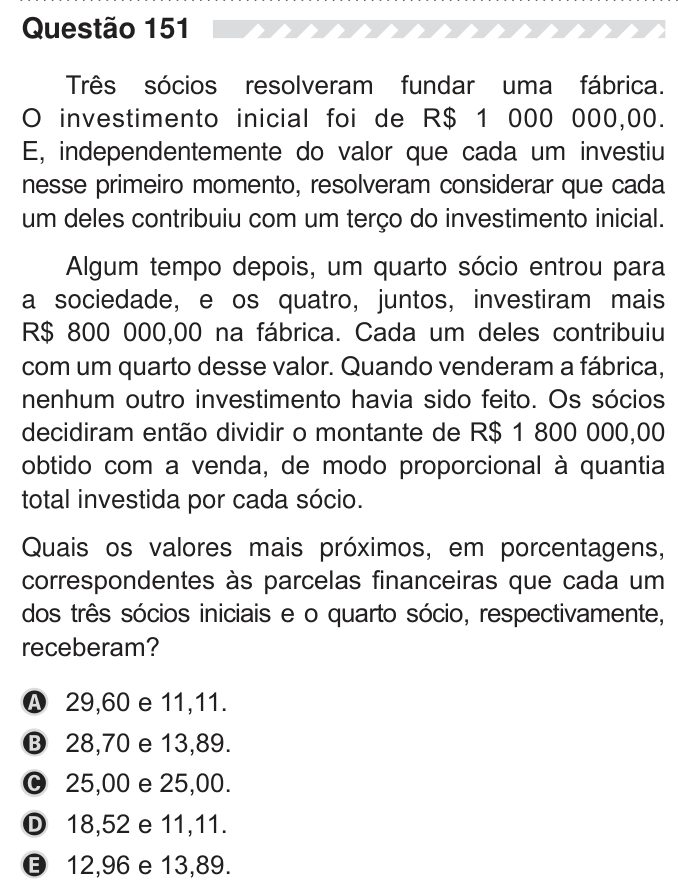 Questão 151
Três sócios resolveram fundar uma fábrica.
O investimento inicial foi de R$ 1 000 000,00.
E, independentemente do valor que cada um investiu
nesse primeiro momento, resolveram considerar que cada
um deles contribuiu com um terço do investimento inicial.
Algum tempo depois, um quarto sócio entrou para
a sociedade, e os quatro, juntos, investiram mais
R$ 800 000,00 na fábrica. Cada um deles contribuiu
com um quarto desse valor. Quando venderam a fábrica,
nenhum outro investimento havia sido feito. Os sócios
decidiram então dividir o montante de R$ 1 800 000,00
obtido com a venda, de modo proporcional à quantia
total investida por cada sócio.
Quais os valores mais próximos, em porcentagens,
correspondentes às parcelas financeiras que cada um
dos três sócios iniciais e o quarto sócio, respectivamente,
receberam?
A 29,60 e 11,11.
B 28,70 e 13,89.
C 25,00 e 25,00.
D 18,52 e 11,11.
E 12,96 e 13,89.